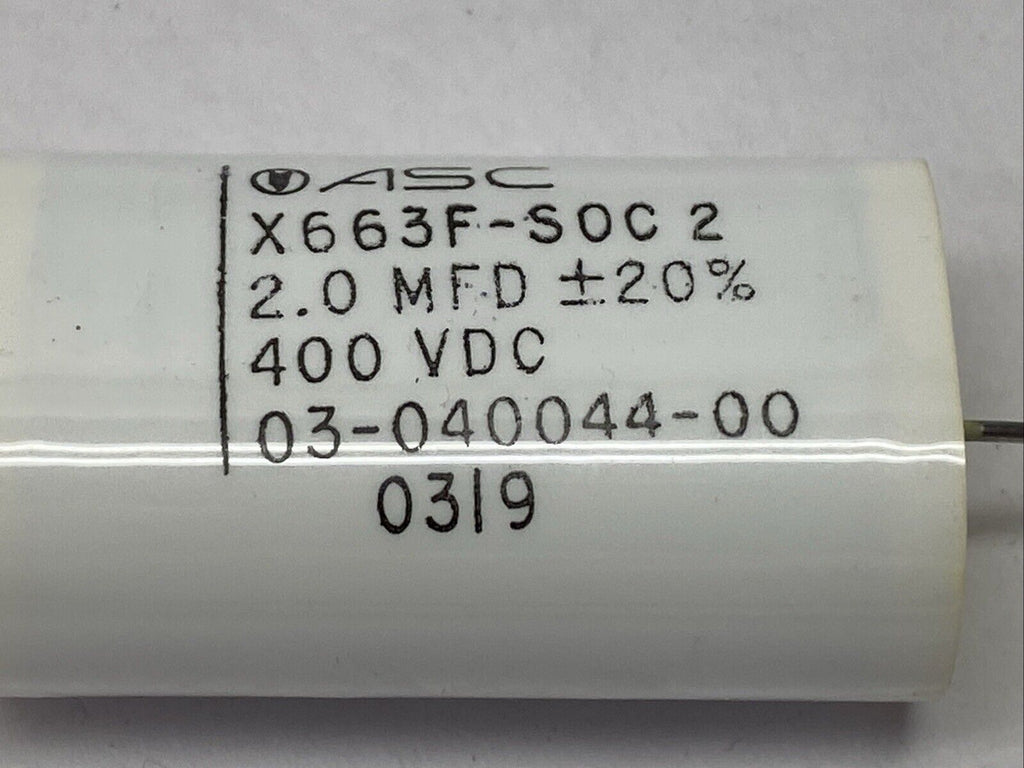 ASC
X663F-SOC 2
2.0 MFD ±20%
400 VDC
03-040044-00
0319